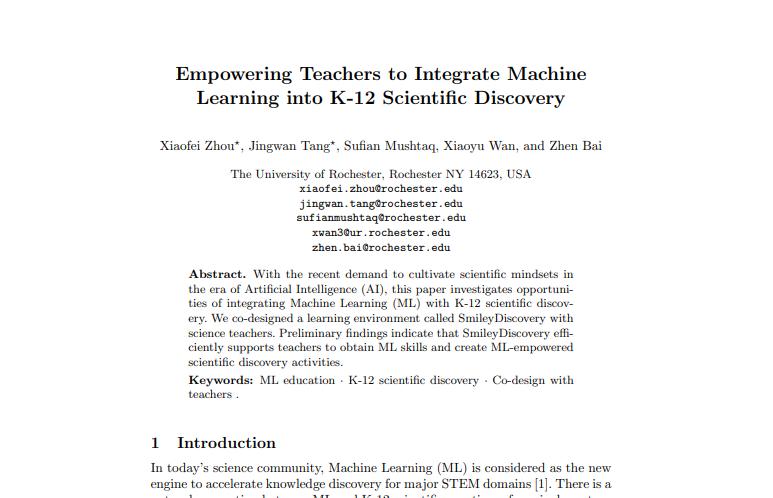 Empowering Teachers to Integrate Machine
Learning into K-12 Scientific Discovery
Xiaofei Zhou*, Jingwan Tang*, Sufian Mushtaq, Xiaoyu Wan, and Zhen Bai
The University of Rochester, Rochester NY 14623, USA
xiaofei.zhou@rochester.edu
jingwan.tang@rochester.edu
sufianmushtaq@rochester.edu
xwan3@ur.rochester.edu
zhen.bai@rochester.edu
Abstract. With the recent demand to cultivate scientific mindsets in
the era of Artificial Intelligence (AI), this paper investigates opportuni-
ties of integrating Machine Learning (ML) with K-12 scientific discov-
ery. We co-designed a learning environment called SmileyDiscovery with
science teachers. Preliminary findings indicate that SmileyDiscovery effi-
ciently supports teachers to obtain ML skills and create ML-empowered
scientific discovery activities.
Keywords: ML education · K-12 scientific discovery · Co-design with
teachers .
1 Introduction
In today's science community, Machine Learning (ML) is considered as the new
engine to accelerate knowledge discovery for major STEM domains [1]. There is a